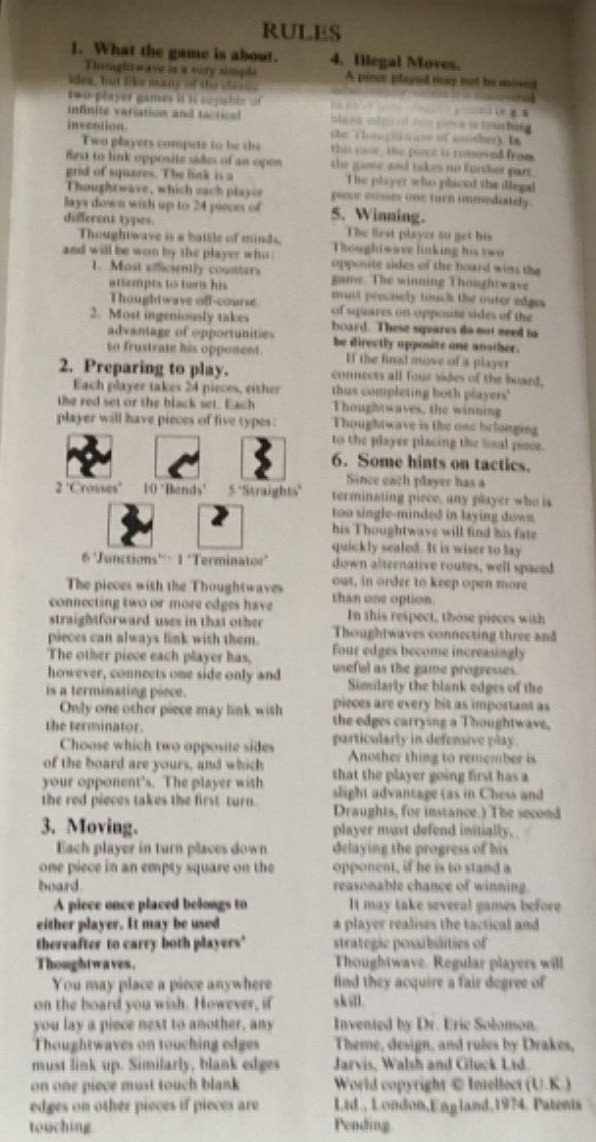 RULES
1. What the game is about.
Thoughtwave is a very simple
idea, but like many of the classic
two-player games it is capable of
infinite variation and tactical
invention.
Two players compete to be the
first to link opposite sides of an open
grid of squares. The link is a
Thoughtwave, which each player
lays down with up to 24 pieces of
different types.
Thoughtwave is a battle of minds,
and will be won by the player who:
1. Most efficiently counters
attempts to turn his
Thoughtwave off-course.
2. Most ingeniously takes
advantage of opportunities
to frustrate his opponent.
2. Preparing to play.
Each player takes 24 pieces, either
the red set or the black set. Each
player will have pieces of five types:
2 'Crosses' 10 'Bends' 5 'Straights'
6 'Junctions' 1 'Terminator'
The pieces with the Thoughtwaves
connecting two or more edges have
straightforward uses in that other
pieces can always link with them.
The other piece each player has,
however, connects one side only and
is a terminating piece.
Only one other piece may link with
the terminator.
Choose which two opposite sides
of the board are yours, and which
your opponent's. The player with
the red pieces takes the first turn.
3. Moving.
Each player in turn places down
one piece in an empty square on the
board.
A piece once placed belongs to
either player. It may be used
thereafter to carry both players'
Thoughtwaves.
You may place a piece anywhere
on the board you wish. However, if
you lay a piece next to another, any
Thoughtwaves on touching edges
must link up. Similarly, blank edges
on one piece must touch blank
edges on other pieces if pieces are
touching.
4. Illegal Moves.
A piece played may not be moved
(e.g. a
blank edge of one piece is touching
the Thoughtwave of another). In
this case, the piece is removed from
the game and takes no further part.
The player who placed the illegal
piece misses one turn immediately.
5. Winning.
The first player to get his
Thoughtwave linking his two
opposite sides of the board wins the
game. The winning Thoughtwave
must precisely touch the outer edges
of squares on opposite sides of the
board. These squares do not need to
be directly opposite one another.
If the final move of a player
connects all four sides of the board,
thus completing both players'
Thoughtwaves, the winning
Thoughtwave is the one belonging
to the player placing the final piece.
6. Some hints on tactics.
Since each player has a
terminating piece, any player who is
too single-minded in laying down
his Thoughtwave will find his fate
quickly sealed. It is wiser to lay
down alternative routes, well spaced
out, in order to keep open more
than one option.
In this respect, those pieces with
Thoughtwaves connecting three and
four edges become increasingly
useful as the game progresses.
Similarly the blank edges of the
pieces are every bit as important as
the edges carrying a Thoughtwave,
particularly in defensive play.
Another thing to remember is
that the player going first has a
slight advantage (as in Chess and
Draughts, for instance.) The second
player must defend initially,
delaying the progress of his
opponent, if he is to stand a
reasonable chance of winning.
It may take several games before
a player realises the tactical and
strategic possibilities of
Thoughtwave. Regular players will
find they acquire a fair degree of
skill.
Invented by Dr. Eric Solomon.
Theme, design, and rules by Drakes,
Jarvis, Walsh and Gluck Ltd.
World copyright © Intellect (U.K.)
Ltd., London, England, 1974. Patents
Pending.